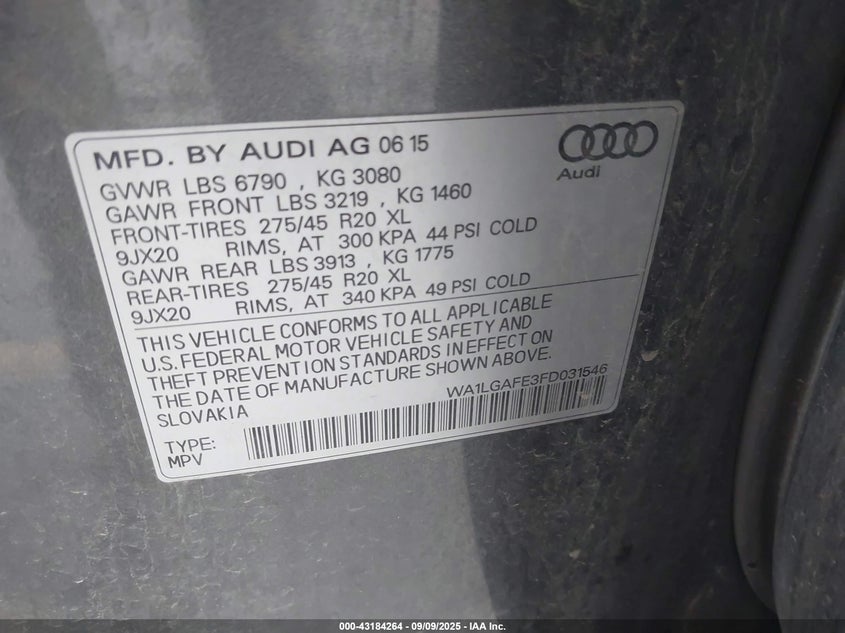 MFD. BY AUDI AG 06 15
Audi
GVWR LBS 6790 , KG 3080
GAWR FRONT LBS 3219 , KG 1460
FRONT-TIRES 275/45 R20 XL
9JX20 RIMS, AT 300 KPA 44 PSI COLD
GAWR REAR LBS 3913 , KG 1775
REAR-TIRES 275/45 R20 XL
9JX20 RIMS, AT 340 KPA 49 PSI COLD
THIS VEHICLE CONFORMS TO ALL APPLICABLE
U.S. FEDERAL MOTOR VEHICLE SAFETY AND
THEFT PREVENTION STANDARDS IN EFFECT ON
THE DATE OF MANUFACTURE SHOWN ABOVE.
SLOVAKIA
WA1LGAFE3FD031546
TYPE:
MPV
000-43184264 - 09/09/2025 - IAA Inc.